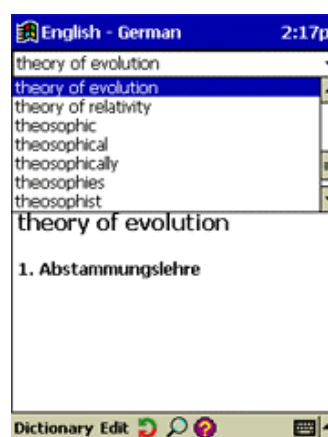 English - German 2:17p
theory of evolution
theory of evolution
theory of relativity
theosophic
theosophical
theosophically
theosophies
theosophist
theory of evolution
1. Abstammungslehre
Dictionary Edit